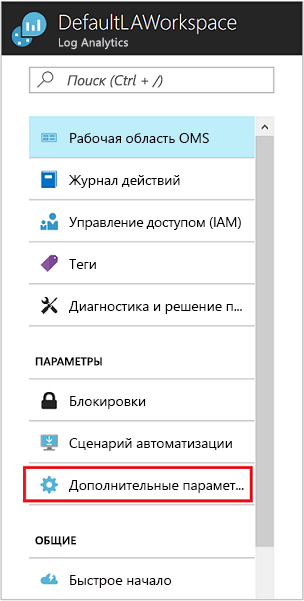 DefaultLAWorkspace
Log Analytics
Поиск (Ctrl + /)
Рабочая область OMS
Журнал действий
Управление доступом (IAM)
Теги
Диагностика и решение п...
ПАРАМЕТРЫ
Блокировки
Сценарий автоматизации
Дополнительные парамет...
ОБЩИЕ
Быстрое начало